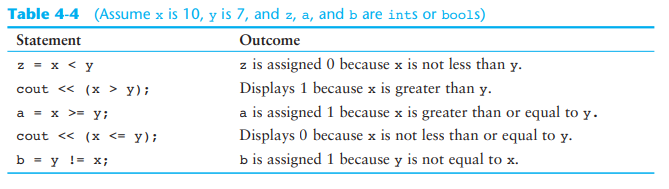 Table 4-4 (Assume x is 10, y is 7, and z, a, and b are ints or bools)
Statement Outcome
z = x < y z is assigned 0 because x is not less than y.
cout << (x > y); Displays 1 because x is greater than y.
a = x >= y; a is assigned 1 because x is greater than or equal to y.
cout << (x <= y); Displays 0 because x is not less than or equal to y.
b = y != x; b is assigned 1 because y is not equal to x.